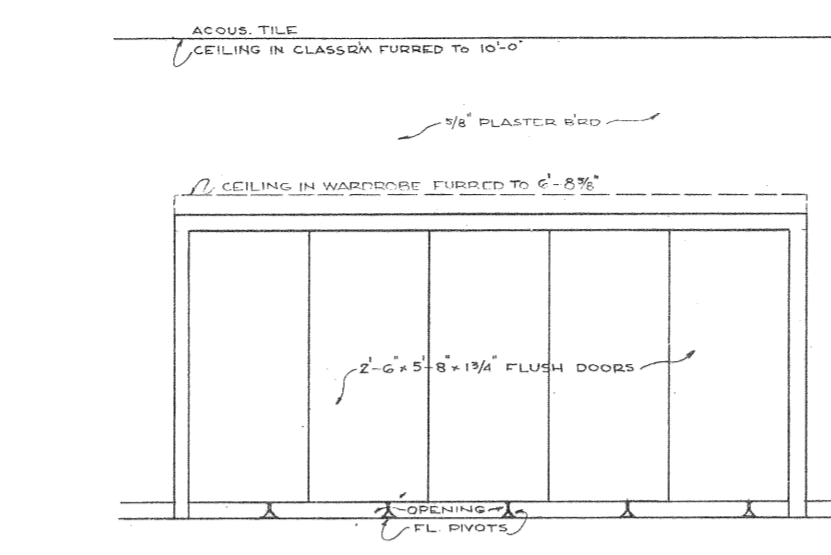 ACOUS. TILE
CEILING IN CLASSR'M FURRED TO 10'-0"
5/8" PLASTER B'RD
CEILING IN WARDROBE FURRED TO 6'-8 5/8"
2'-6" x 5'-8" x 1 3/4" FLUSH DOORS
OPENING
FL. PIVOTS